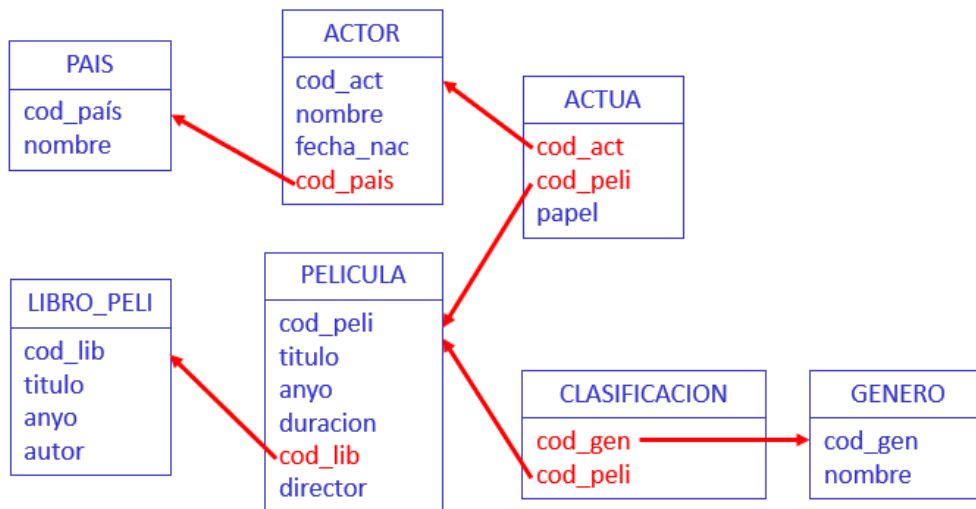 PAIS
cod_país
nombre
ACTOR
cod_act
nombre
fecha_nac
cod_pais
ACTUA
cod_act
cod_peli
papel
LIBRO_PELI
cod_lib
titulo
anyo
autor
PELICULA
cod_peli
titulo
anyo
duracion
cod_lib
director
CLASIFICACION
cod_gen
cod_peli
GENERO
cod_gen
nombre